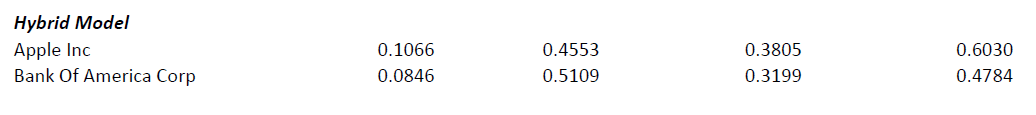 Hybrid Model
Apple Inc 0.1066 0.4553 0.3805 0.6030
Bank Of America Corp 0.0846 0.5109 0.3199 0.4784